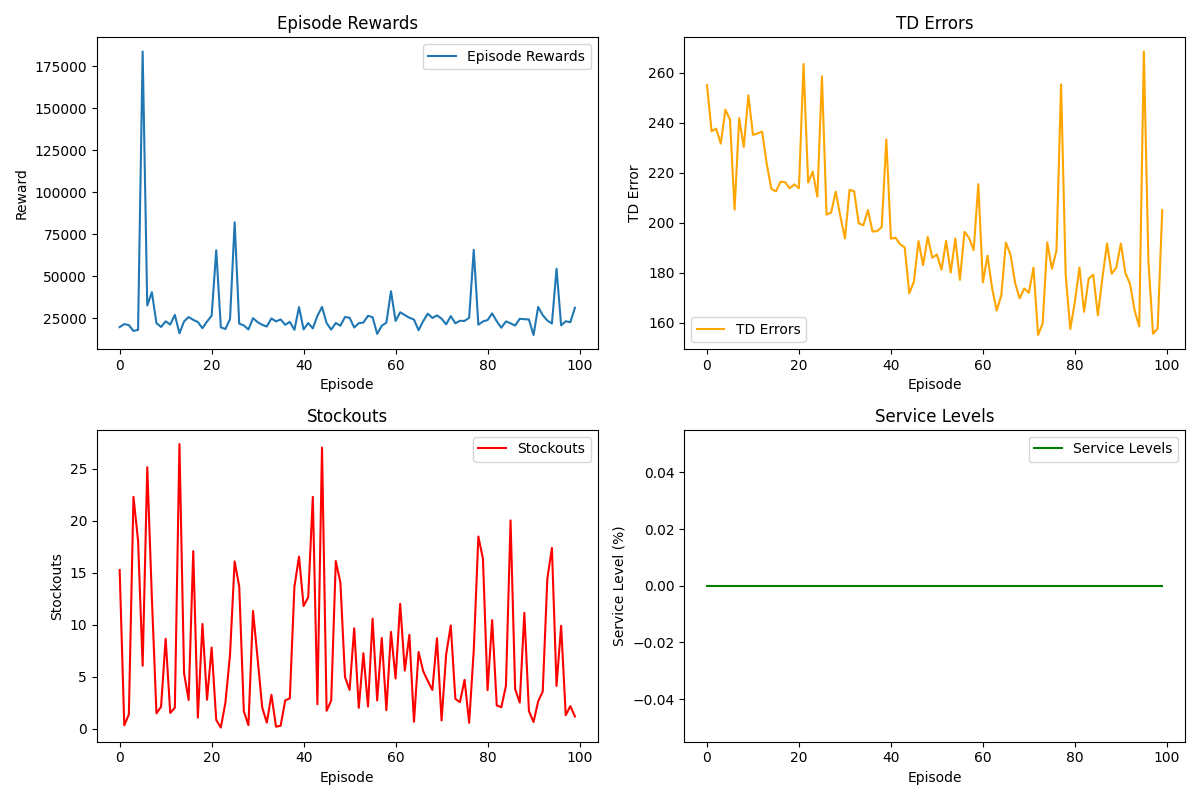 Episode Rewards
Reward
175000
150000
125000
100000
75000
50000
25000
Episode Rewards
0 20 40 60 80 100
Episode
TD Errors
TD Error
260
240
220
200
180
160
TD Errors
0 20 40 60 80 100
Episode
Stockouts
Stockouts
25
20
15
10
5
0
Stockouts
0 20 40 60 80 100
Episode
Service Levels
Service Level (%)
0.04
0.02
0.00
−0.02
−0.04
Service Levels
0 20 40 60 80 100
Episode